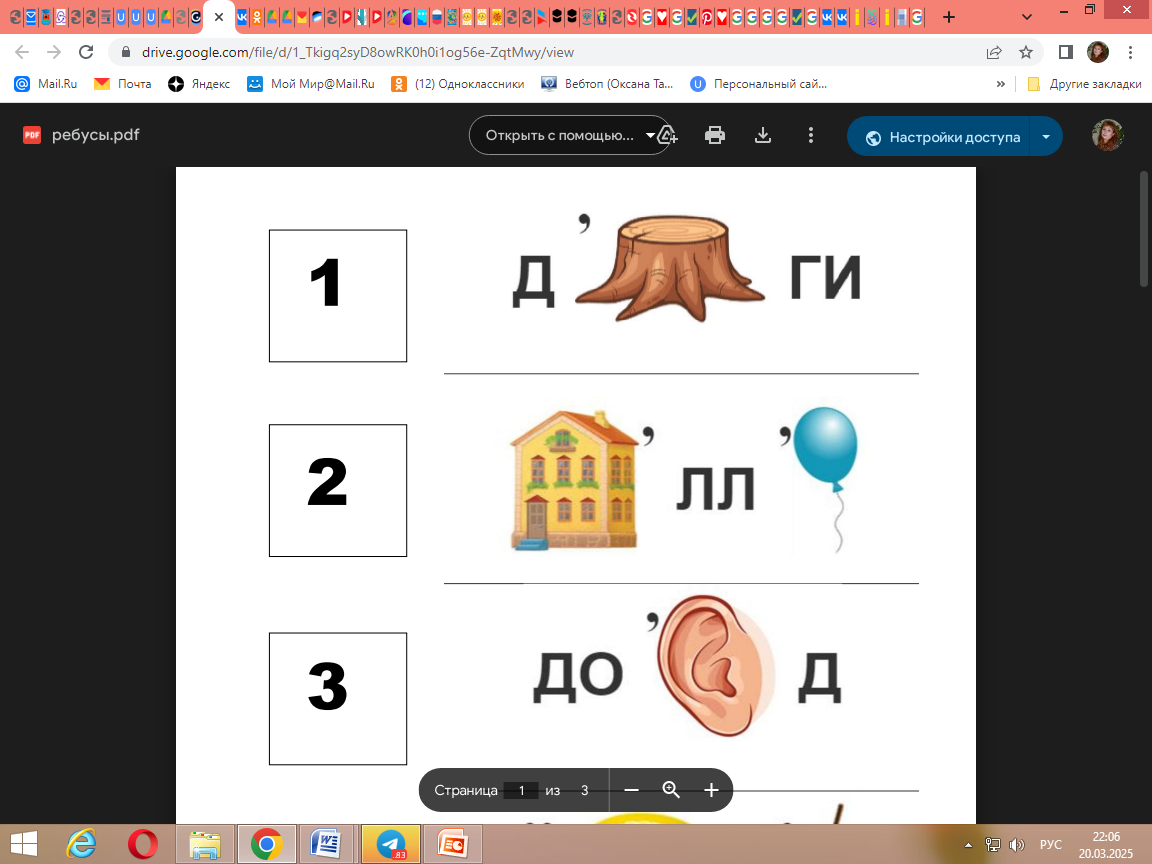 drive.google.com/file/d/1_Tkigq2syD8owRK0h0i1og56e-ZqtMwy/view
Mail.Ru
Почта
Яндекс
Мой Мир@Mail.Ru
(12) Одноклассники
Вебтоп (Оксана Та...
Персональный сай...
»
Другие закладки
PDF
ребусы.pdf
Открыть с помощью...
Настройки доступа
1
Д ’ ГИ
2
’ ЛЛ ’
3
ДО ’ Д
Страница 1 из 3
83
РУС
22:06
20.03.2025